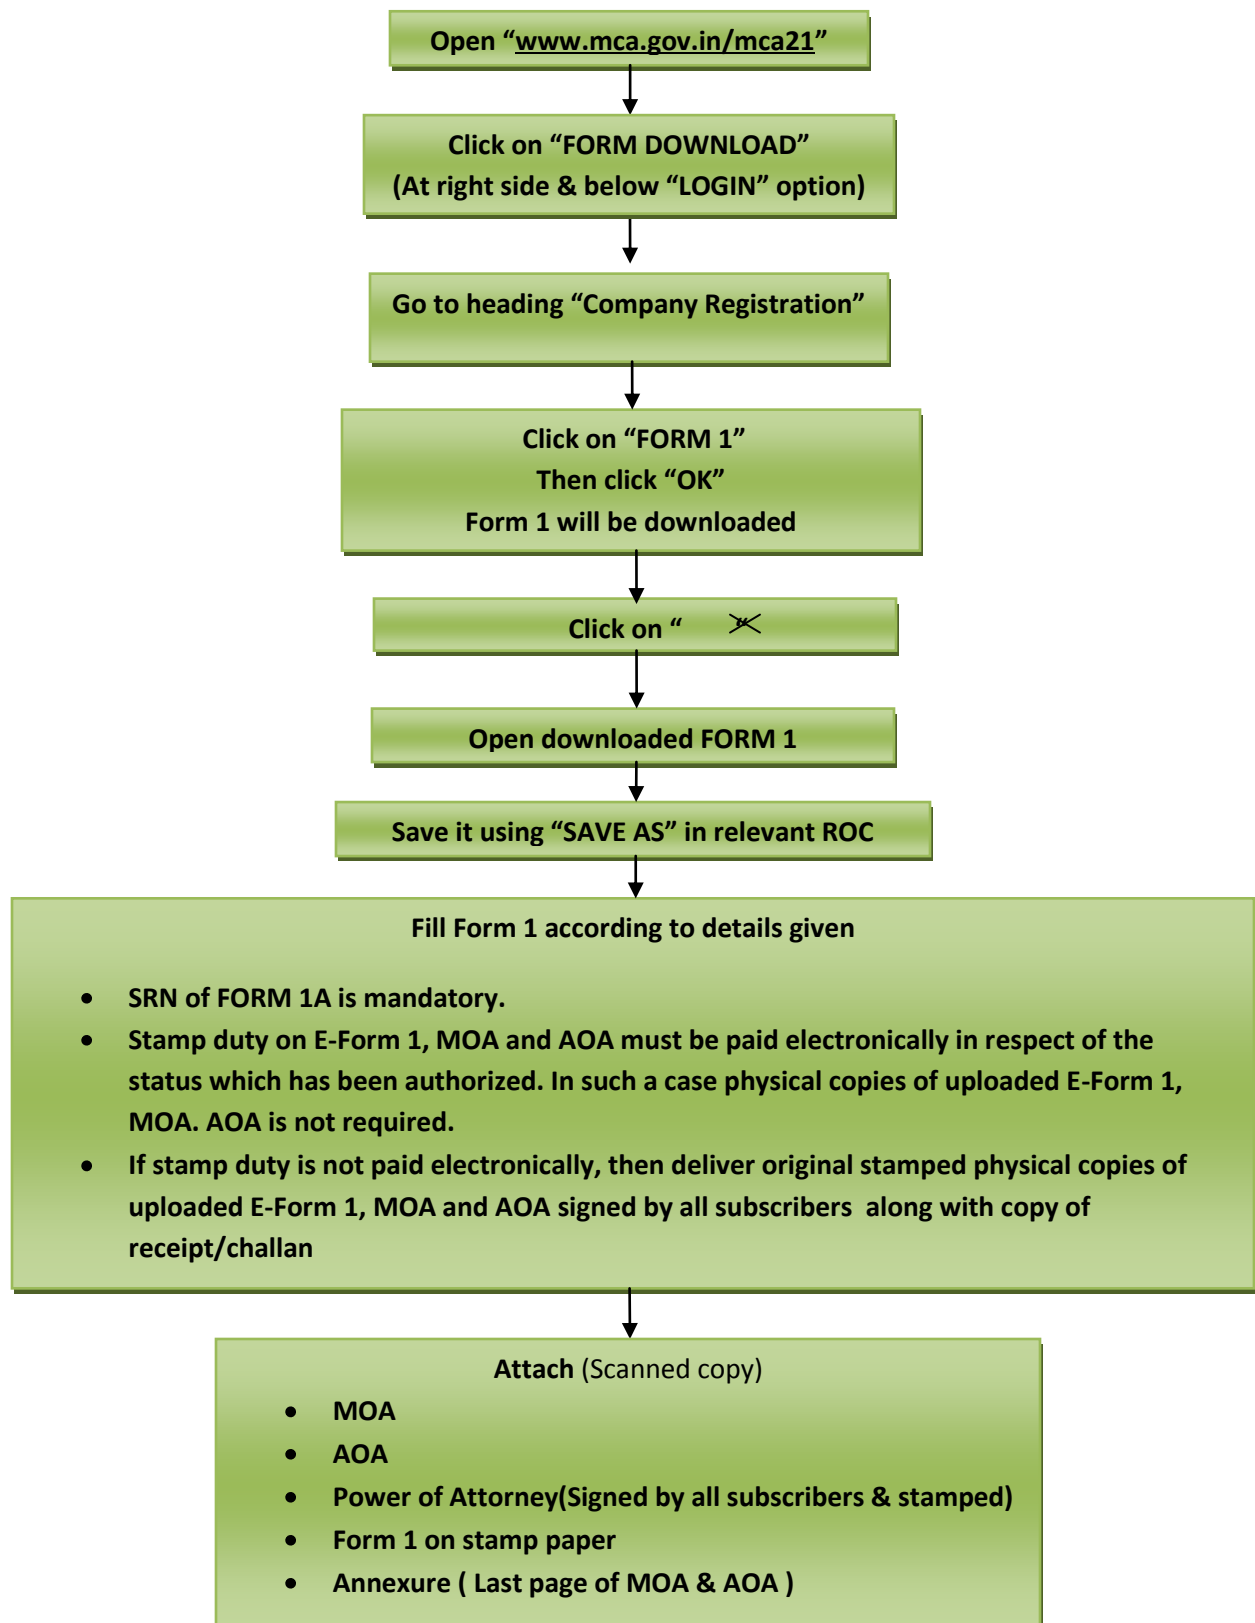 Open “www.mca.gov.in/mca21”
Click on “FORM DOWNLOAD”
(At right side & below “LOGIN” option)
Go to heading “Company Registration”
Click on “FORM 1”
Then click “OK”
Form 1 will be downloaded
Click on “ “
Open downloaded FORM 1
Save it using “SAVE AS” in relevant ROC
Fill Form 1 according to details given
• SRN of FORM 1A is mandatory.
• Stamp duty on E-Form 1, MOA and AOA must be paid electronically in respect of the
status which has been authorized. In such a case physical copies of uploaded E-Form 1,
MOA. AOA is not required.
• If stamp duty is not paid electronically, then deliver original stamped physical copies of
uploaded E-Form 1, MOA and AOA signed by all subscribers along with copy of
receipt/challan
Attach (Scanned copy)
• MOA
• AOA
• Power of Attorney(Signed by all subscribers & stamped)
• Form 1 on stamp paper
• Annexure ( Last page of MOA & AOA )